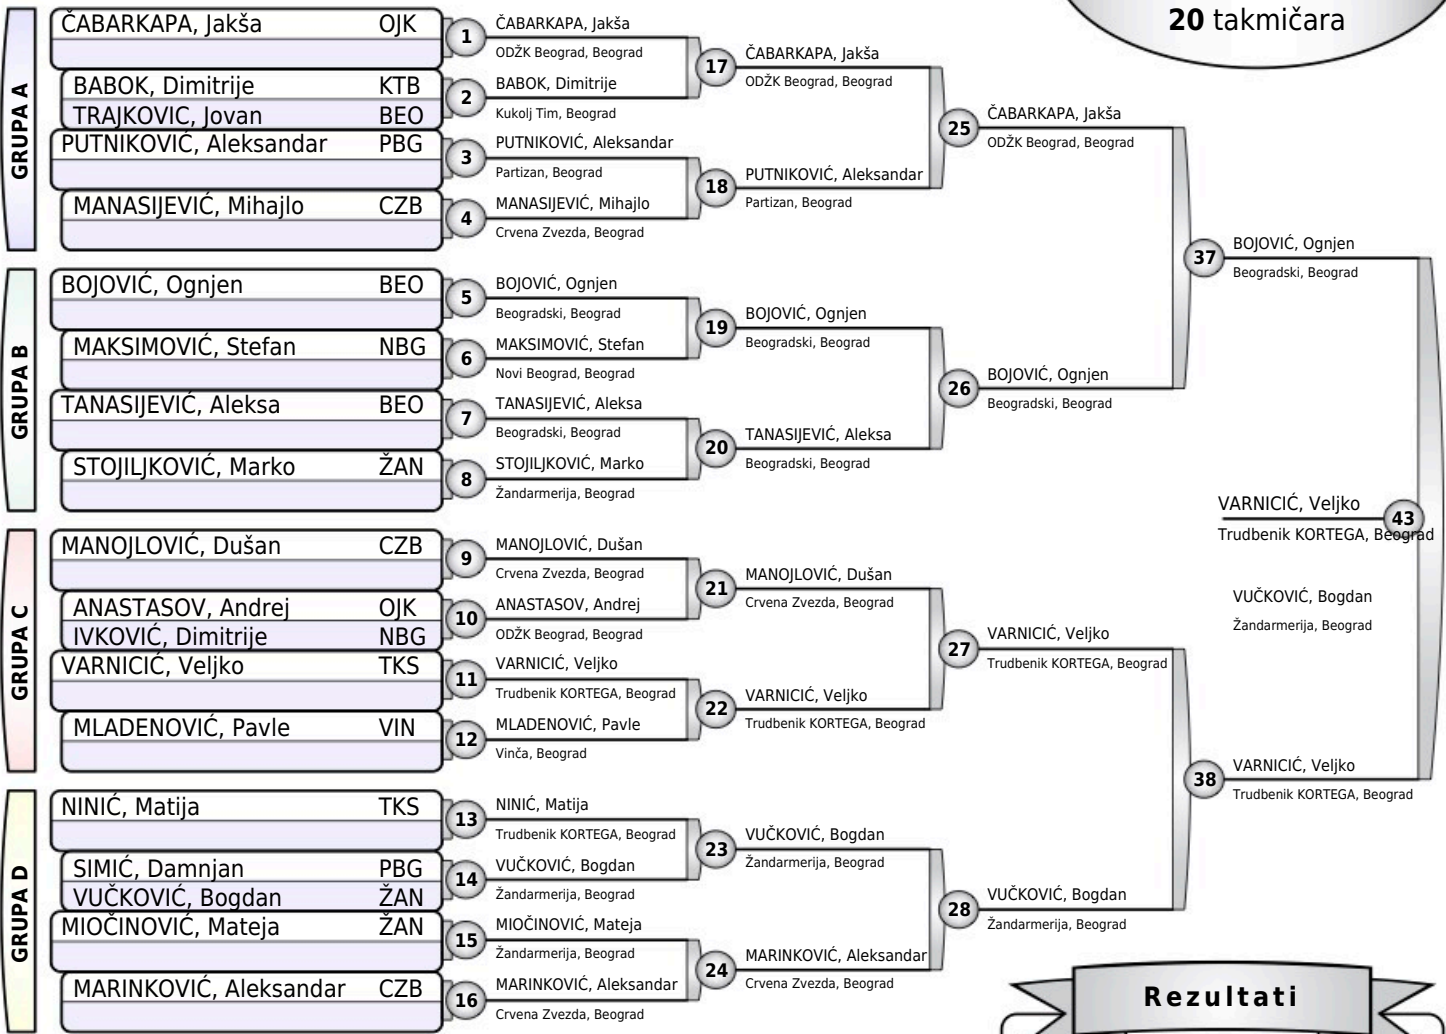 20 takmičara
GRUPA A
ČABARKAPA, Jakša OJK
BABOK, Dimitrije KTB
TRAJKOVIC, Jovan BEO
PUTNIKOVIĆ, Aleksandar PBG
MANASIJEVIĆ, Mihajlo CZB
GRUPA B
BOJOVIĆ, Ognjen BEO
MAKSIMOVIĆ, Stefan NBG
TANASIJEVIĆ, Aleksa BEO
STOJILJKOVIĆ, Marko ŽAN
GRUPA C
MANOJLOVIĆ, Dušan CZB
ANASTASOV, Andrej OJK
IVKOVIĆ, Dimitrije NBG
VARNICIĆ, Veljko TKS
MLADENOVIĆ, Pavle VIN
GRUPA D
NINIĆ, Matija TKS
SIMIĆ, Damnjan PBG
VUČKOVIĆ, Bogdan ŽAN
MIOČINOVIĆ, Mateja ŽAN
MARINKOVIĆ, Aleksandar CZB
1
ČABARKAPA, Jakša
ODŽK Beograd, Beograd
2
BABOK, Dimitrije
Kukolj Tim, Beograd
3
PUTNIKOVIĆ, Aleksandar
Partizan, Beograd
4
MANASIJEVIĆ, Mihajlo
Crvena Zvezda, Beograd
5
BOJOVIĆ, Ognjen
Beogradski, Beograd
6
MAKSIMOVIĆ, Stefan
Novi Beograd, Beograd
7
TANASIJEVIĆ, Aleksa
Beogradski, Beograd
8
STOJILJKOVIĆ, Marko
Žandarmerija, Beograd
9
MANOJLOVIĆ, Dušan
Crvena Zvezda, Beograd
10
ANASTASOV, Andrej
ODŽK Beograd, Beograd
11
VARNICIĆ, Veljko
Trudbenik KORTEGA, Beograd
12
MLADENOVIĆ, Pavle
Vinča, Beograd
13
NINIĆ, Matija
Trudbenik KORTEGA, Beograd
14
VUČKOVIĆ, Bogdan
Žandarmerija, Beograd
15
MIOČINOVIĆ, Mateja
Žandarmerija, Beograd
16
MARINKOVIĆ, Aleksandar
Crvena Zvezda, Beograd
17
ČABARKAPA, Jakša
ODŽK Beograd, Beograd
18
PUTNIKOVIĆ, Aleksandar
Partizan, Beograd
19
BOJOVIĆ, Ognjen
Beogradski, Beograd
20
TANASIJEVIĆ, Aleksa
Beogradski, Beograd
21
MANOJLOVIĆ, Dušan
Crvena Zvezda, Beograd
22
VARNICIĆ, Veljko
Trudbenik KORTEGA, Beograd
23
VUČKOVIĆ, Bogdan
Žandarmerija, Beograd
24
MARINKOVIĆ, Aleksandar
Crvena Zvezda, Beograd
25
ČABARKAPA, Jakša
ODŽK Beograd, Beograd
26
BOJOVIĆ, Ognjen
Beogradski, Beograd
27
VARNICIĆ, Veljko
Trudbenik KORTEGA, Beograd
28
VUČKOVIĆ, Bogdan
Žandarmerija, Beograd
37
BOJOVIĆ, Ognjen
Beogradski, Beograd
38
VARNICIĆ, Veljko
Trudbenik KORTEGA, Beograd
43
VARNICIĆ, Veljko
Trudbenik KORTEGA, Beograd
VUČKOVIĆ, Bogdan
Žandarmerija, Beograd
Rezultati